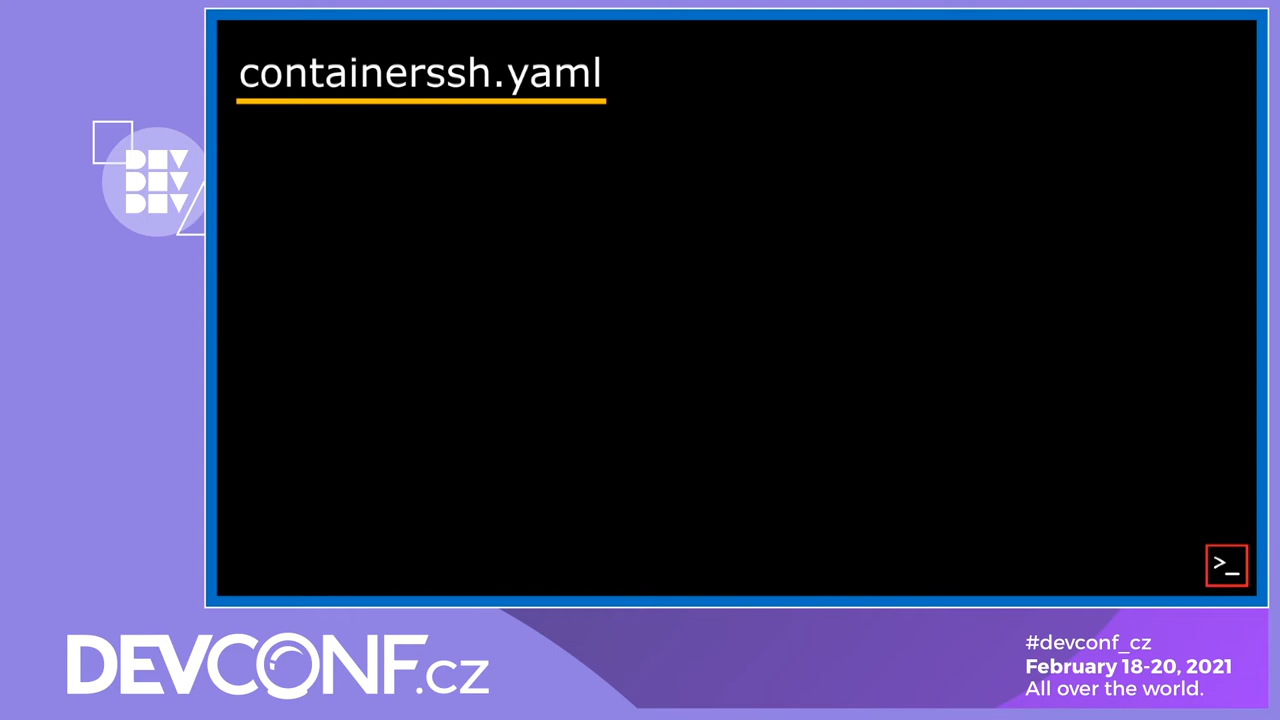 containerssh.yaml
DEV
DEV
DEV
>_
DEVCONF.cz
#devconf_cz
February 18-20, 2021
All over the world.